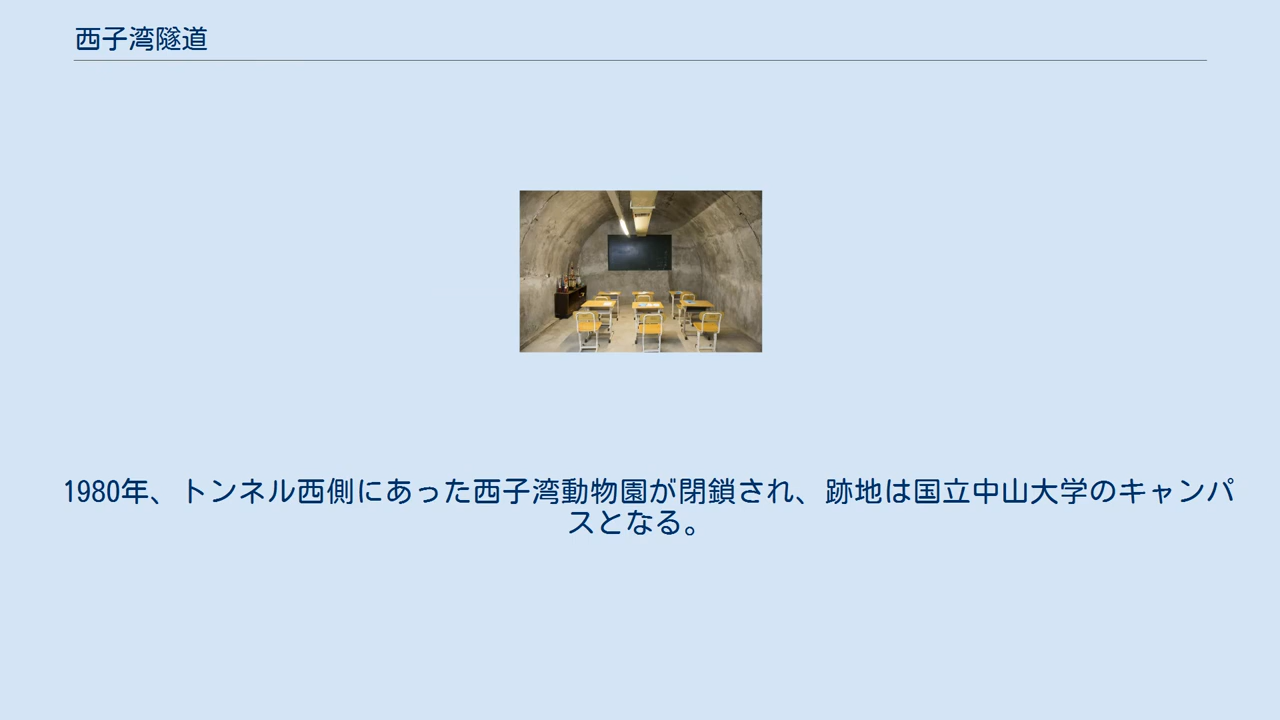 西子湾隧道
1980年、トンネル西側にあった西子湾動物園が閉鎖され、跡地は国立中山大学のキャンパ
スとなる。